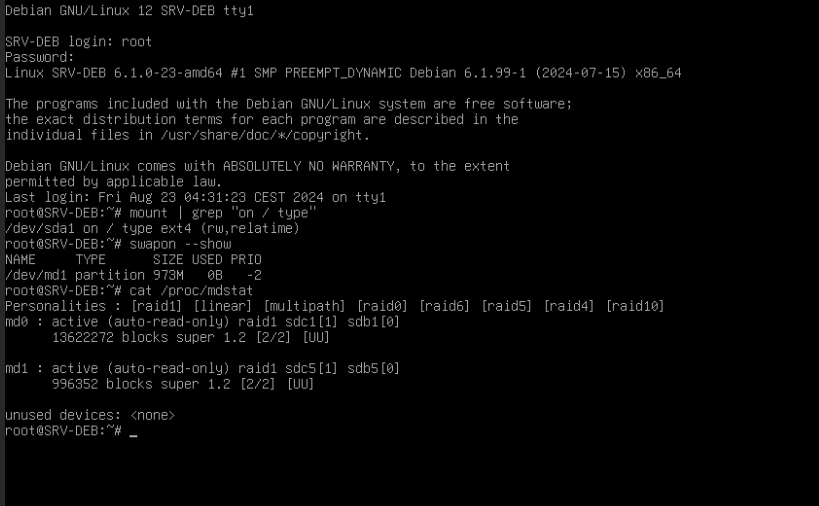 Debian GNU/Linux 12 SRV-DEB tty1
SRV-DEB login: root
Password:
Linux SRV-DEB 6.1.0-23-amd64 #1 SMP PREEMPT_DYNAMIC Debian 6.1.99-1 (2024-07-15) x86_64
The programs included with the Debian GNU/Linux system are free software;
the exact distribution terms for each program are described in the
individual files in /usr/share/doc/*/copyright.
Debian GNU/Linux comes with ABSOLUTELY NO WARRANTY, to the extent
permitted by applicable law.
Last login: Fri Aug 23 04:31:23 CEST 2024 on tty1
root@SRV-DEB:~# mount | grep "on / type"
/dev/sda1 on / type ext4 (rw,relatime)
root@SRV-DEB:~# swapon --show
NAME     TYPE       SIZE USED PRIO
/dev/md1 partition 973M   0B   -2
root@SRV-DEB:~# cat /proc/mdstat
Personalities : [raid1] [linear] [multipath] [raid0] [raid6] [raid5] [raid4] [raid10]
md0 : active (auto-read-only) raid1 sdc1[1] sdb1[0]
      13622272 blocks super 1.2 [2/2] [UU]
md1 : active (auto-read-only) raid1 sdc5[1] sdb5[0]
      996352 blocks super 1.2 [2/2] [UU]
unused devices: <none>
root@SRV-DEB:~# _